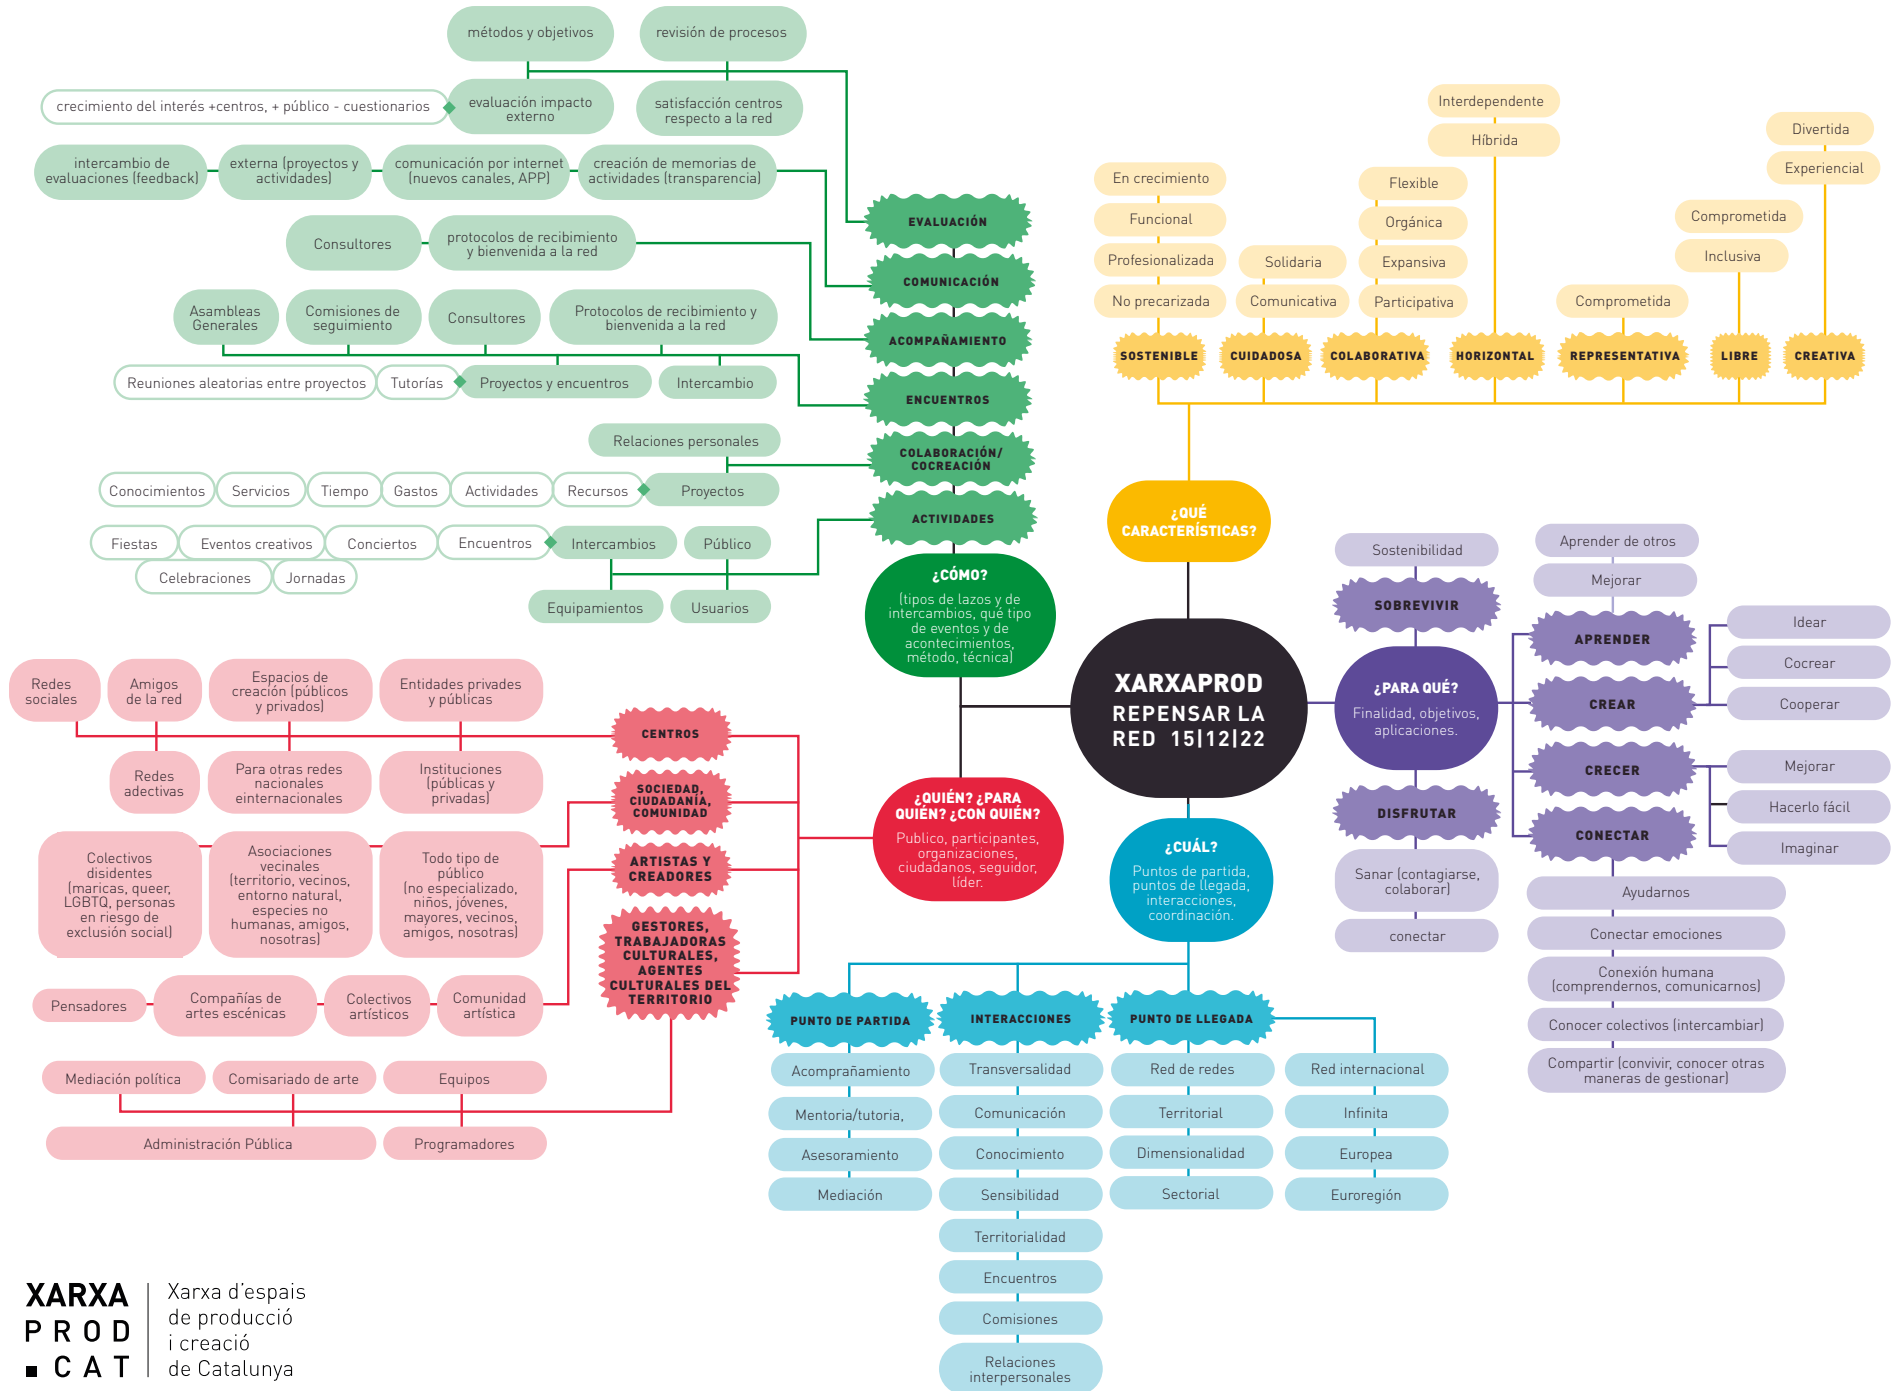 métodos y objetivos
revisión de procesos
crecimiento del interés +centros, + público - cuestionarios
evaluación impacto
externo
satisfacción centros
respecto a la red
intercambio de
evaluaciones (feedback)
externa (proyectos y
actividades)
comunicación por internet
(nuevos canales, APP)
creación de memorias de
actividades (transparencia)
Consultores
protocolos de recibimiento
y bienvenida a la red
Asambleas
Generales
Comisiones de
seguimiento
Consultores
Protocolos de recibimiento y
bienvenida a la red
Reuniones aleatorias entre proyectos
Tutorías
Proyectos y encuentros
Intercambio
Relaciones personales
Conocimientos
Servicios
Tiempo
Gastos
Actividades
Recursos
Proyectos
Fiestas
Eventos creativos
Conciertos
Encuentros
Intercambios
Público
Celebraciones
Jornadas
Equipamientos
Usuarios
EVALUACIÓN
COMUNICACIÓN
ACOMPAÑAMIENTO
ENCUENTROS
COLABORACIÓN/
COCREACIÓN
ACTIVIDADES
¿CÓMO?
(tipos de lazos y de
intercambios, qué tipo
de eventos y de
acontecimientos,
método, técnica)
En crecimiento
Funcional
Profesionalizada
No precarizada
SOSTENIBLE
Solidaria
Comunicativa
CUIDADOSA
Flexible
Orgánica
Expansiva
Participativa
COLABORATIVA
Interdependente
Híbrida
HORIZONTAL
Comprometida
REPRESENTATIVA
Comprometida
Inclusiva
LIBRE
Divertida
Experiencial
CREATIVA
¿QUÉ
CARACTERÍSTICAS?
XARXAPROD
REPENSAR LA
RED 15|12|22
Sostenibilidad
SOBREVIVIR
¿PARA QUÉ?
Finalidad, objetivos,
aplicaciones.
DISFRUTAR
Sanar (contagiarse,
colaborar)
conectar
Aprender de otros
Mejorar
APRENDER
CREAR
CRECER
CONECTAR
Idear
Cocrear
Cooperar
Mejorar
Hacerlo fácil
Imaginar
Ayudarnos
Conectar emociones
Conexión humana
(comprendernos, comunicarnos)
Conocer colectivos (intercambiar)
Compartir (convivir, conocer otras
maneras de gestionar)
Redes
sociales
Amigos
de la red
Espacios de
creación (públicos
y privados)
Entidades privades
y públicas
Redes
adectivas
Para otras redes
nacionales
einternacionales
Instituciones
(públicas y
privadas)
CENTROS
SOCIEDAD,
CIUDADANÍA,
COMUNIDAD
ARTISTAS Y
CREADORES
GESTORES,
TRABAJADORAS
CULTURALES,
AGENTES
CULTURALES DEL
TERRITORIO
¿QUIÉN? ¿PARA
QUIÉN? ¿CON QUIÉN?
Publico, participantes,
organizaciones,
ciudadanos, seguidor,
líder.
Colectivos
disidentes
(maricas, queer,
LGBTQ, personas
en riesgo de
exclusión social)
Asociaciones
vecinales
(territorio, vecinos,
entorno natural,
especies no
humanas, amigos,
nosotras)
Todo tipo de
público
(no especializado,
niños, jóvenes,
mayores, vecinos,
amigos, nosotras)
Pensadores
Compañías de
artes escénicas
Colectivos
artísticos
Comunidad
artística
Mediación política
Comisariado de arte
Equipos
Administración Pública
Programadores
¿CUÁL?
Puntos de partida,
puntos de llegada,
interacciones,
coordinación.
PUNTO DE PARTIDA
Acomprañamiento
Mentoria/tutoria,
Asesoramiento
Mediación
INTERACCIONES
Transversalidad
Comunicación
Conocimiento
Sensibilidad
Territorialidad
Encuentros
Comisiones
Relaciones
interpersonales
PUNTO DE LLEGADA
Red de redes
Territorial
Dimensionalidad
Sectorial
Red internacional
Infinita
Europea
Euroregión
XARXA
PROD
.CAT
Xarxa d'espais
de producció
i creació
de Catalunya